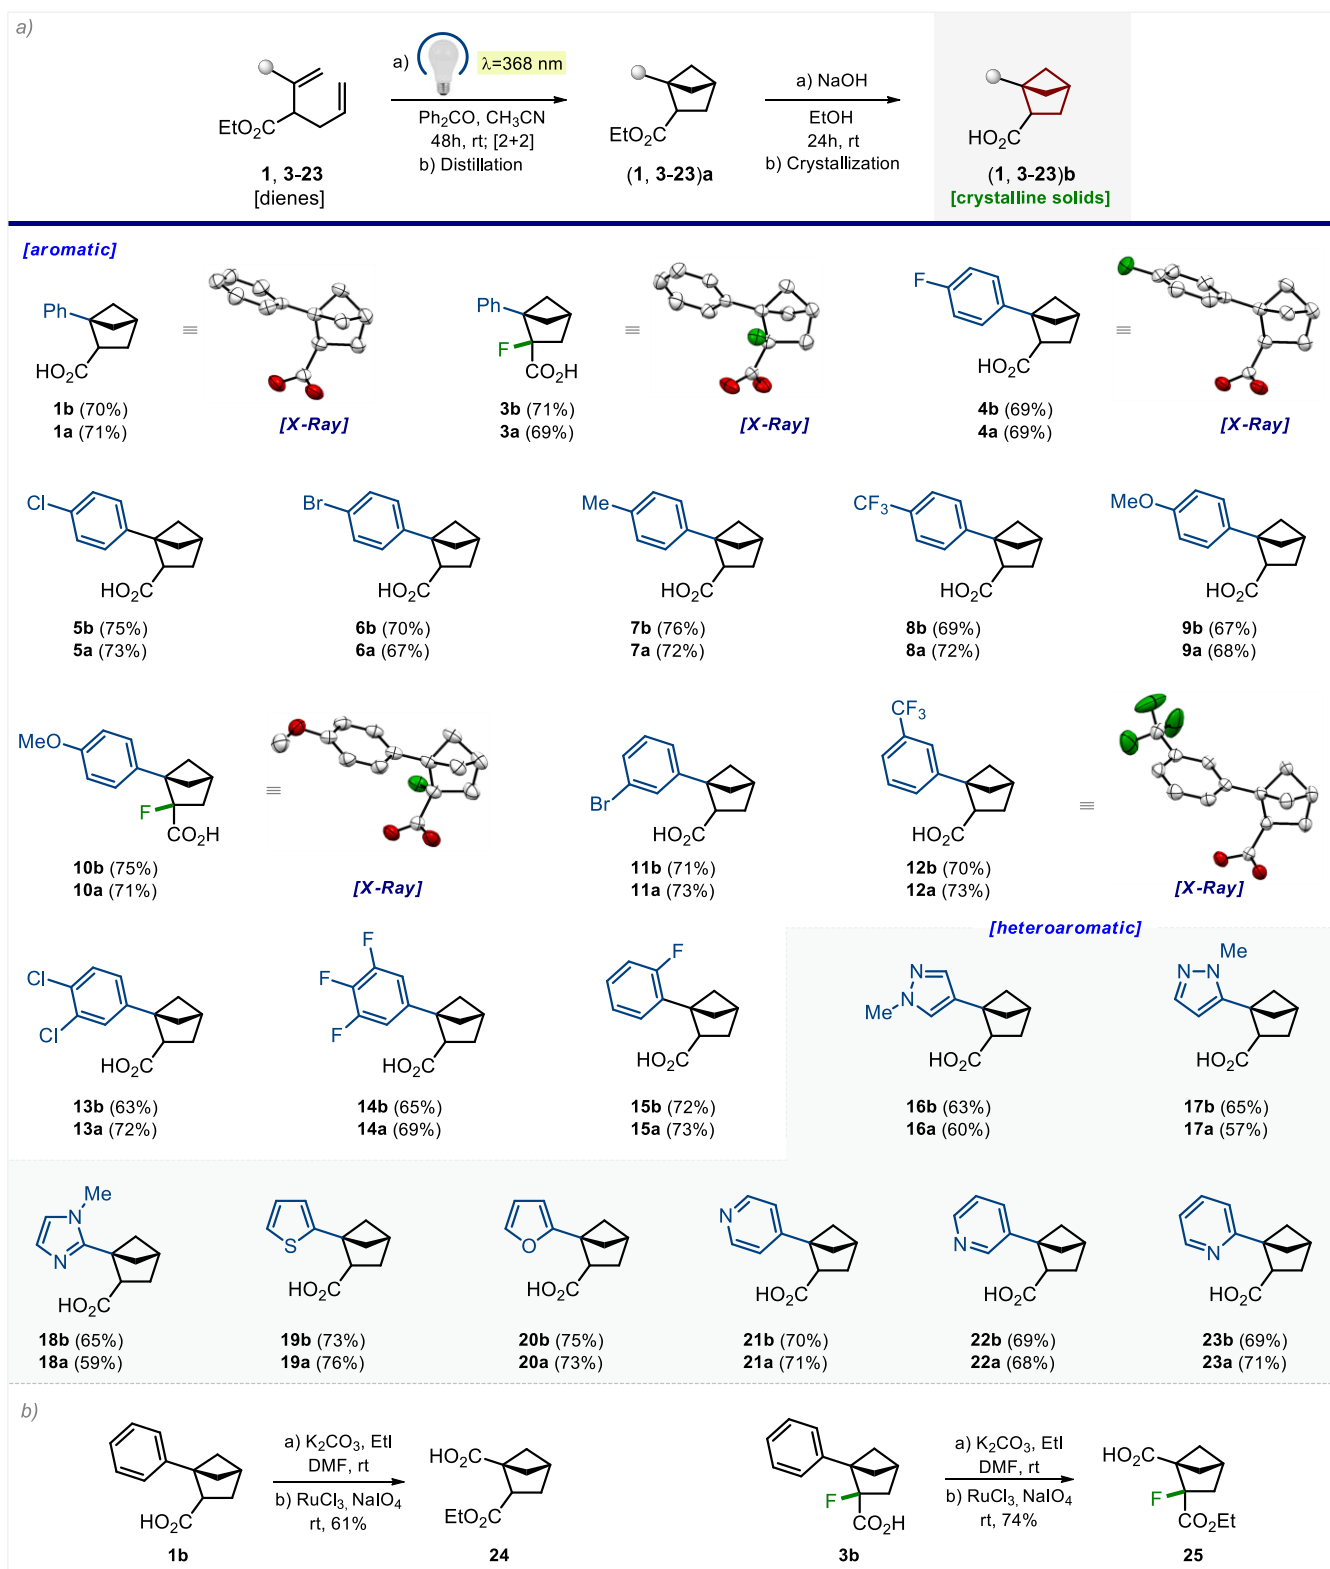 a)
a) λ=368 nm
Ph₂CO, CH₃CN
48h, rt; [2+2]
b) Distillation
EtO₂C
1, 3-23
[dienes]
EtO₂C
(1, 3-23)a
a) NaOH
EtOH
24h, rt
b) Crystallization
HO₂C
(1, 3-23)b
[crystalline solids]
[aromatic]
Ph
HO₂C
≡
1b (70%)
1a (71%)
[X-Ray]
Ph
F
CO₂H
≡
3b (71%)
3a (69%)
[X-Ray]
F
HO₂C
≡
4b (69%)
4a (69%)
[X-Ray]
Cl
HO₂C
5b (75%)
5a (73%)
Br
HO₂C
6b (70%)
6a (67%)
Me
HO₂C
7b (76%)
7a (72%)
CF₃
HO₂C
8b (69%)
8a (72%)
MeO
HO₂C
9b (67%)
9a (68%)
MeO
F
CO₂H
≡
10b (75%)
10a (71%)
[X-Ray]
Br
HO₂C
11b (71%)
11a (73%)
CF₃
HO₂C
≡
12b (70%)
12a (73%)
[X-Ray]
Cl
Cl
HO₂C
13b (63%)
13a (72%)
F
F
F
HO₂C
14b (65%)
14a (69%)
F
HO₂C
15b (72%)
15a (73%)
[heteroaromatic]
N
N
Me
HO₂C
16b (63%)
16a (60%)
Me
N N
HO₂C
17b (65%)
17a (57%)
Me
N
N
HO₂C
18b (65%)
18a (59%)
S
HO₂C
19b (73%)
19a (76%)
O
HO₂C
20b (75%)
20a (73%)
N
HO₂C
21b (70%)
21a (71%)
N
HO₂C
22b (69%)
22a (68%)
N
HO₂C
23b (69%)
23a (71%)
b)
HO₂C
1b
a) K₂CO₃, EtI
DMF, rt
b) RuCl₃, NaIO₄
rt, 61%
HO₂C
EtO₂C
24
F
CO₂H
3b
a) K₂CO₃, EtI
DMF, rt
b) RuCl₃, NaIO₄
rt, 74%
HO₂C
F
CO₂Et
25